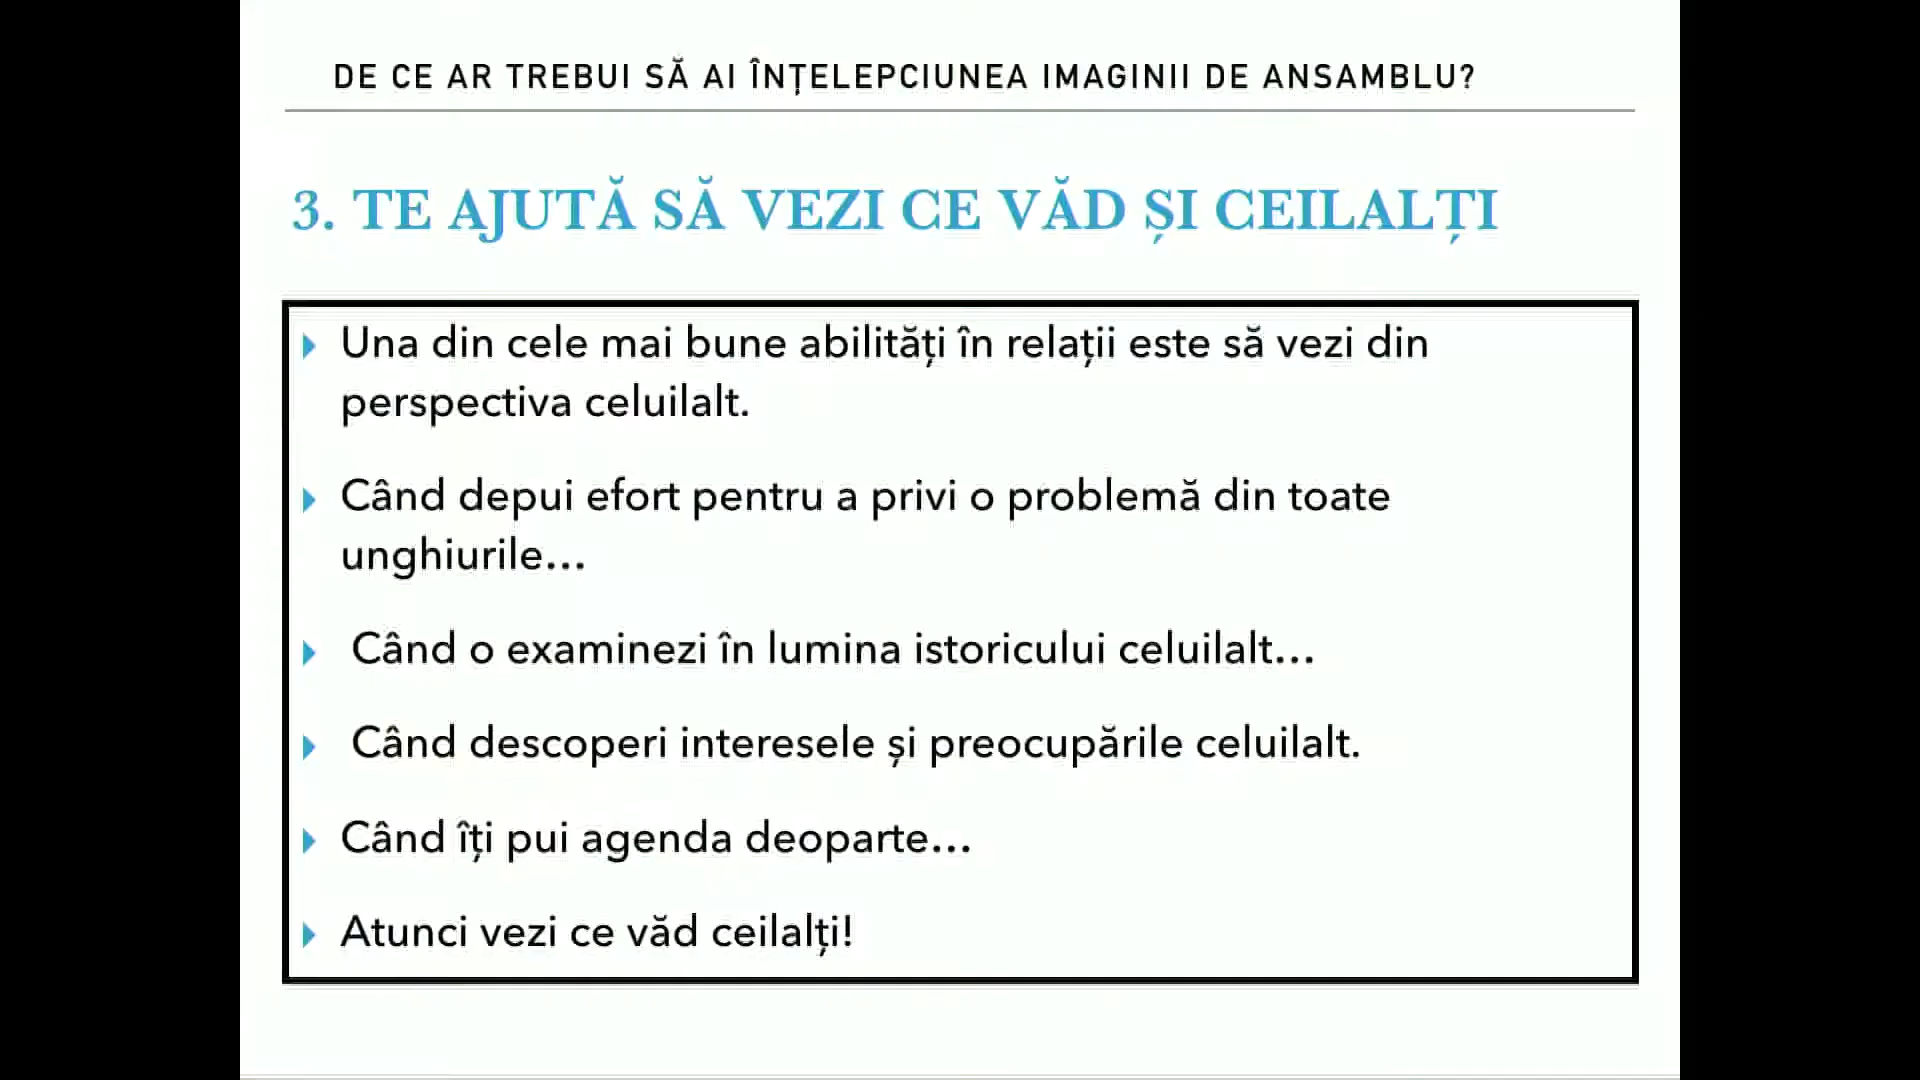 DE CE AR TREBUI SĂ AI ÎNȚELEPCIUNEA IMAGINII DE ANSAMBLU?
3. TE AJUTĂ SĂ VEZI CE VĂD ȘI CEILALȚI
Una din cele mai bune abilități în relații este să vezi din
perspectiva celuilalt.
Când depui efort pentru a privi o problemă din toate
unghiurile…
Când o examinezi în lumina istoricului celuilalt…
Când descoperi interesele și preocupările celuilalt.
Când îți pui agenda deoparte…
Atunci vezi ce văd ceilalți!